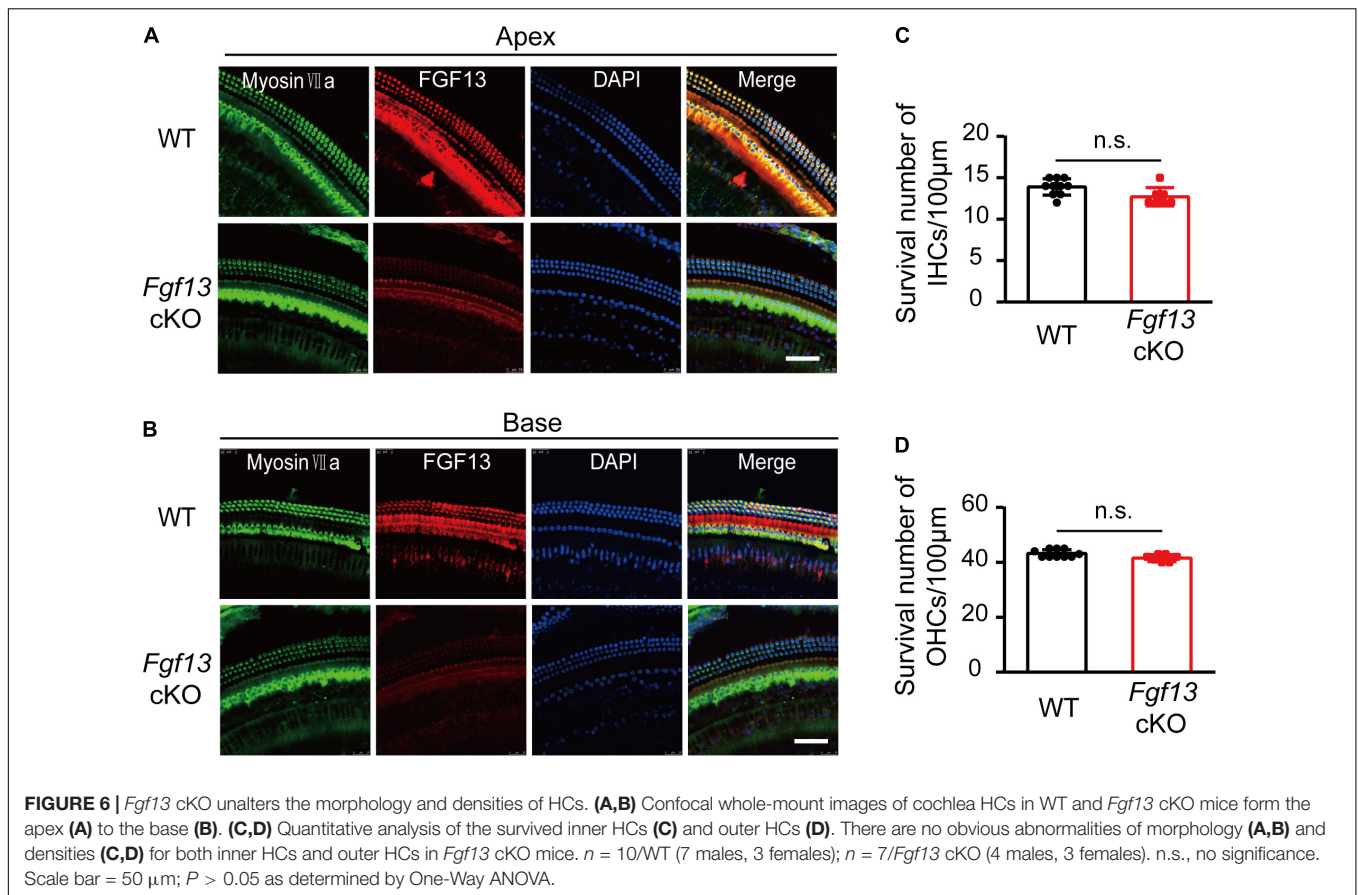 A
Apex
Myosin Ⅶa
FGF13
DAPI
Merge
WT
Fgf13
cKO
B
Base
Myosin Ⅶa
FGF13
DAPI
Merge
WT
Fgf13
cKO
C
Survival number of
IHCs/100μm
20
15
10
5
0
n.s.
WT
Fgf13
cKO
D
Survival number of
OHCs/100μm
60
40
20
0
n.s.
WT
Fgf13
cKO
FIGURE 6 | Fgf13 cKO unalters the morphology and densities of HCs. (A,B) Confocal whole-mount images of cochlea HCs in WT and Fgf13 cKO mice form the
apex (A) to the base (B). (C,D) Quantitative analysis of the survived inner HCs (C) and outer HCs (D). There are no obvious abnormalities of morphology (A,B) and
densities (C,D) for both inner HCs and outer HCs in Fgf13 cKO mice. n = 10/WT (7 males, 3 females); n = 7/Fgf13 cKO (4 males, 3 females). n.s., no significance.
Scale bar = 50 μm; P > 0.05 as determined by One-Way ANOVA.